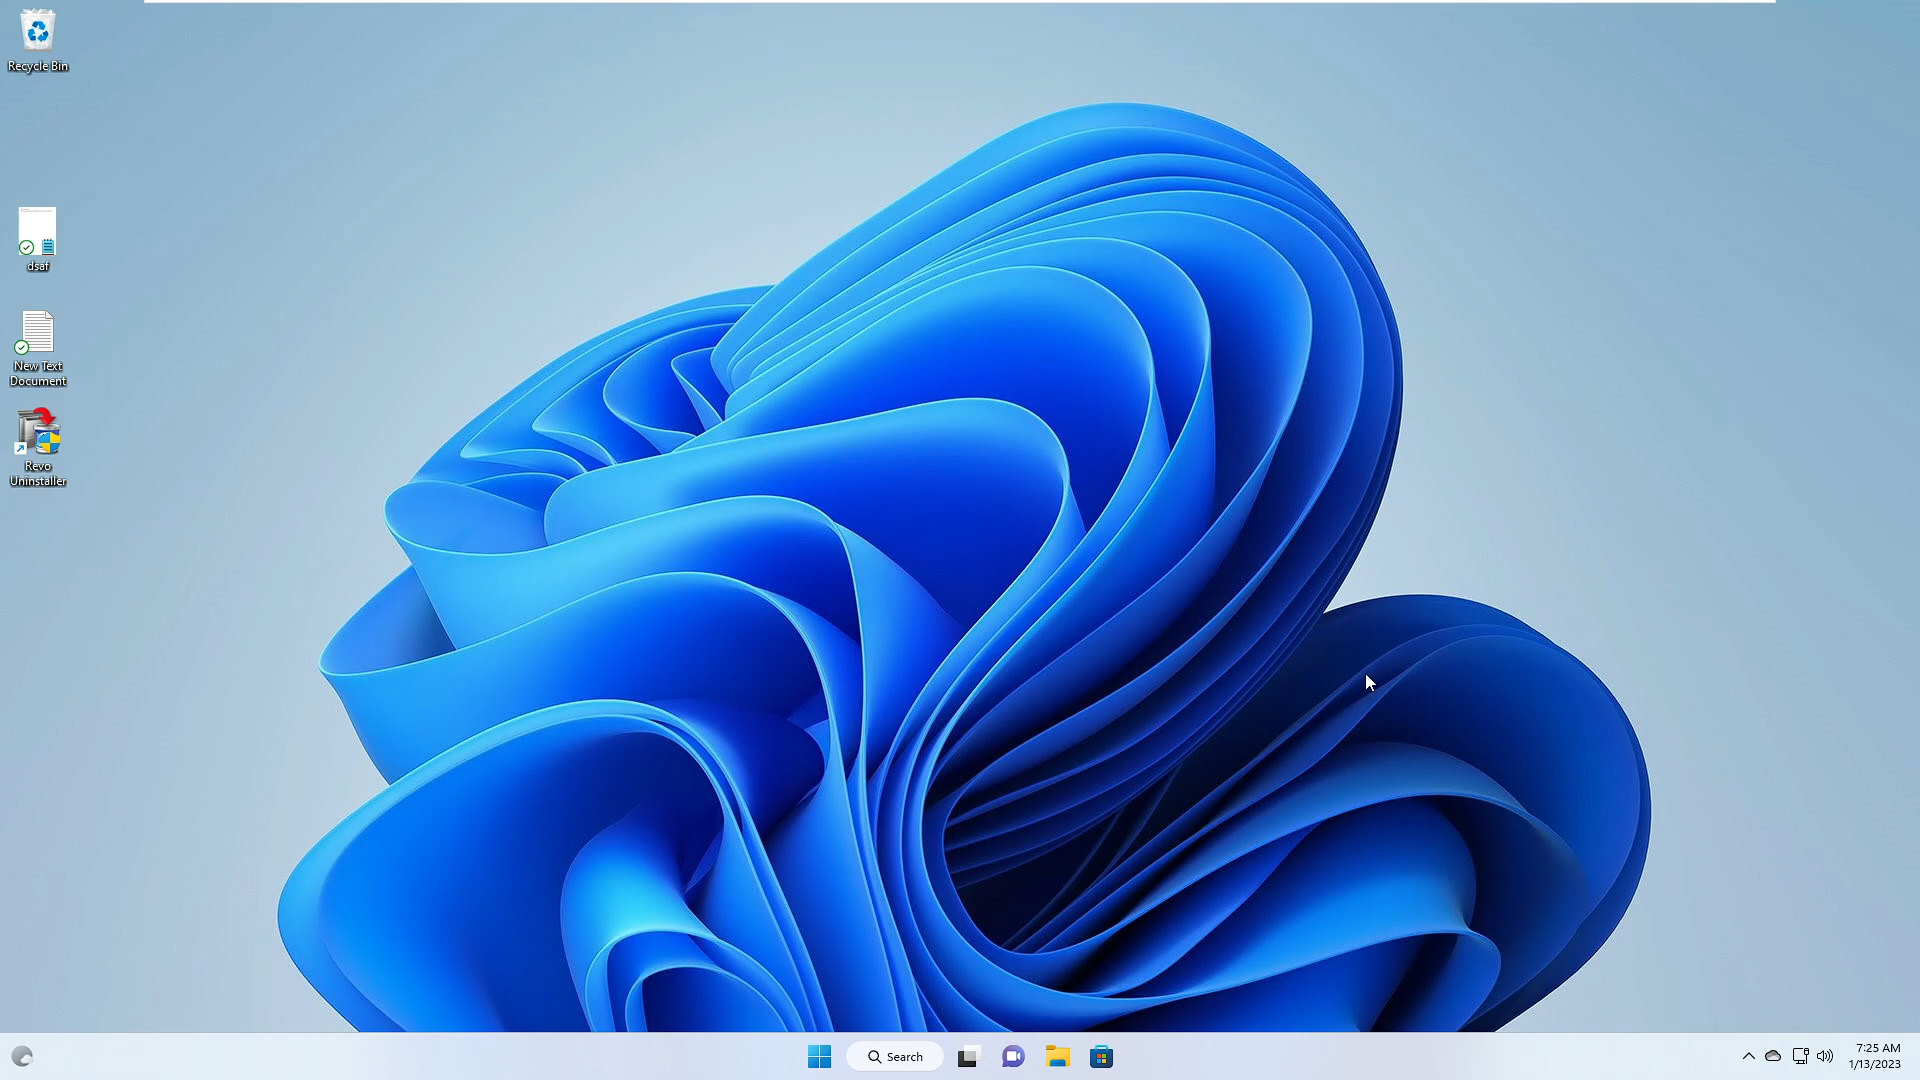 Recycle Bin
dsaf
New Text
Document
Revo
Uninstaller
Search
7:25 AM
1/13/2023